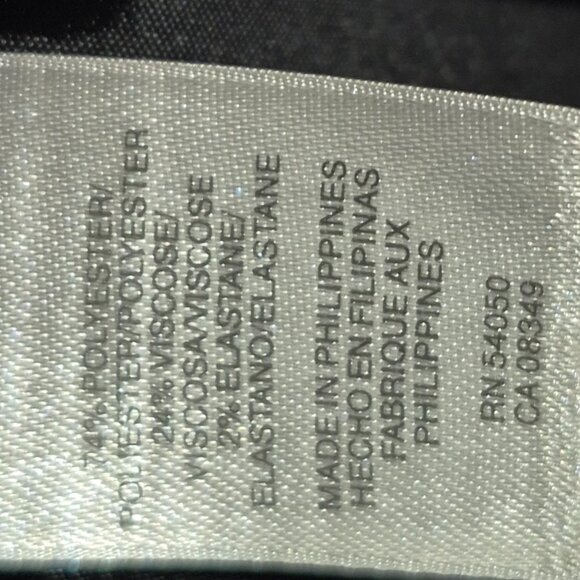 74% POLYESTER/
POLIESTER/POLYESTER
24% VISCOSE/
VISCOSA/VISCOSE
2% ELASTANE/
ELASTANO/ELASTANE
MADE IN PHILIPPINES
HECHO EN FILIPINAS
FABRIQUE AUX
PHILIPPINES
RN 54050
CA 08349